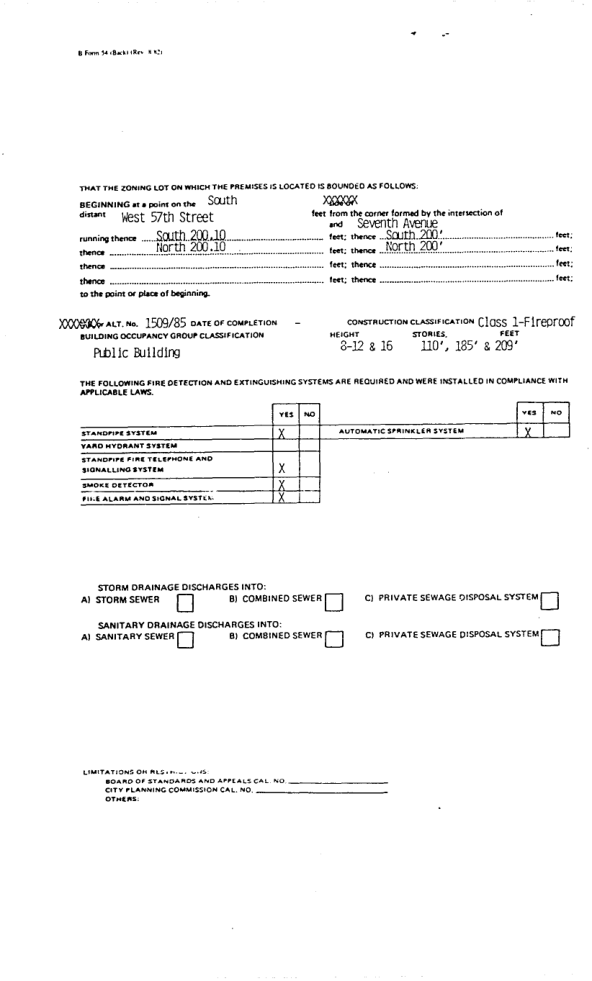 B Form 54 (Back) (Rev. 8/82)
THAT THE ZONING LOT ON WHICH THE PREMISES IS LOCATED IS BOUNDED AS FOLLOWS:
BEGINNING at a point on the South XXXXXX
distant West 57th Street feet from the corner formed by the intersection of
and Seventh Avenue
running thence South 200.10 feet; thence South 200' feet;
thence North 200.10 feet; thence North 200' feet;
thence feet; thence feet;
thence feet; thence feet;
to the point or place of beginning.
ALT. No. 1509/85 DATE OF COMPLETION - CONSTRUCTION CLASSIFICATION Class 1-Fireproof
BUILDING OCCUPANCY GROUP CLASSIFICATION HEIGHT STORIES, FEET
Public Building 8-12 & 16 110', 185' & 209'
THE FOLLOWING FIRE DETECTION AND EXTINGUISHING SYSTEMS ARE REQUIRED AND WERE INSTALLED IN COMPLIANCE WITH
APPLICABLE LAWS.
YES NO YES NO
STANDPIPE SYSTEM X AUTOMATIC SPRINKLER SYSTEM X
YARD HYDRANT SYSTEM
STANDPIPE FIRE TELEPHONE AND
SIGNALLING SYSTEM X
SMOKE DETECTOR X
FIRE ALARM AND SIGNAL SYSTEM X
STORM DRAINAGE DISCHARGES INTO:
A) STORM SEWER B) COMBINED SEWER C) PRIVATE SEWAGE DISPOSAL SYSTEM
SANITARY DRAINAGE DISCHARGES INTO:
A) SANITARY SEWER B) COMBINED SEWER C) PRIVATE SEWAGE DISPOSAL SYSTEM
LIMITATIONS OR RESTRICTIONS:
BOARD OF STANDARDS AND APPEALS CAL. NO.
CITY PLANNING COMMISSION CAL. NO.
OTHERS: